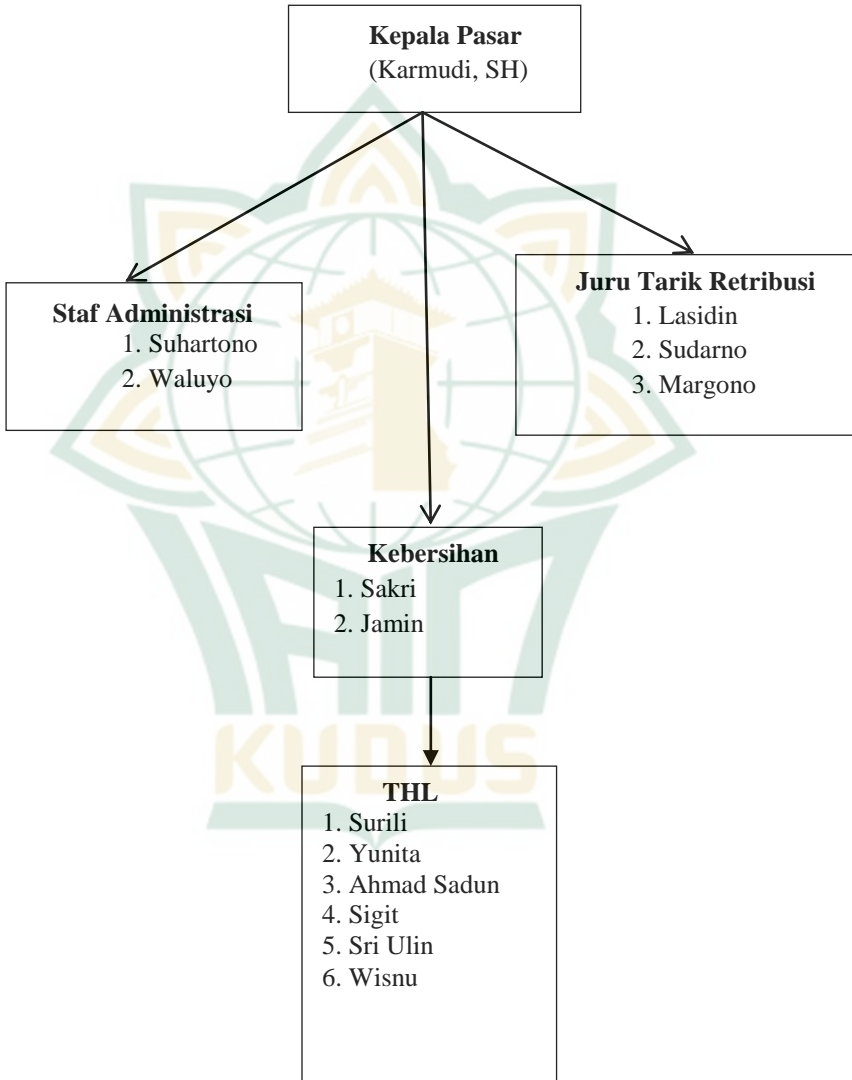 Kepala Pasar
(Karmudi, SH)
Staf Administrasi
1. Suhartono
2. Waluyo
Juru Tarik Retribusi
1. Lasidin
2. Sudarno
3. Margono
Kebersihan
1. Sakri
2. Jamin
THL
1. Surili
2. Yunita
3. Ahmad Sadun
4. Sigit
5. Sri Ulin
6. Wisnu
IAIN
KUDUS